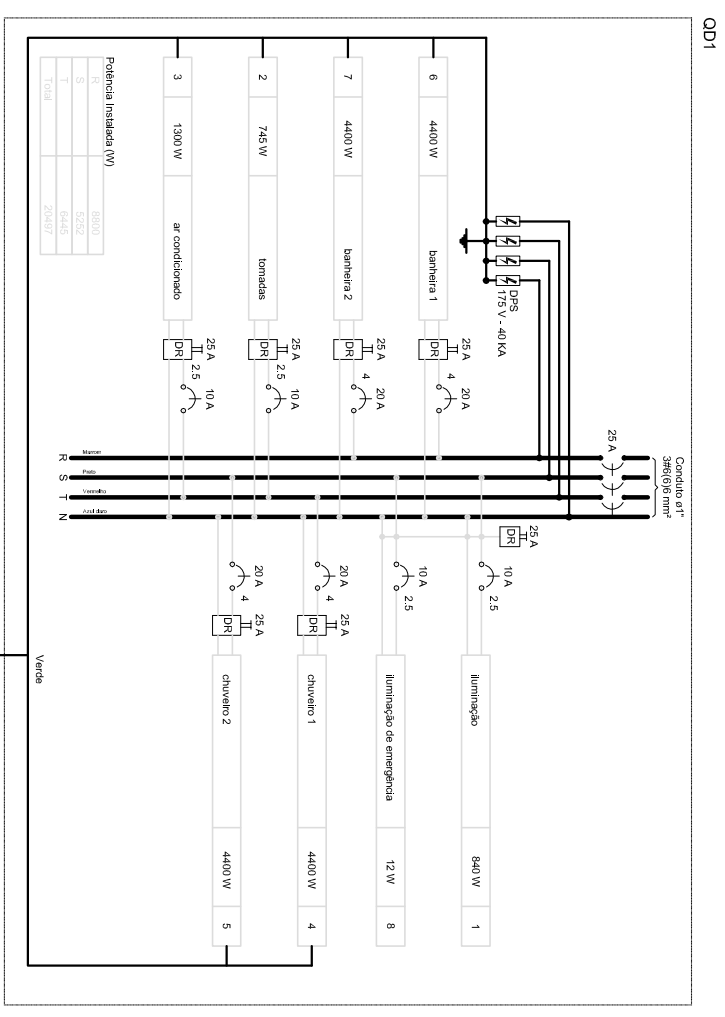 QD1
Conduto ø1"
3#6(6)6 mm²
25 A
DPS
175 V - 40 KA
6
4400 W
banheira 1
DR
25 A
4
20 A
7
4400 W
banheira 2
DR
25 A
4
20 A
2
745 W
tomadas
DR
25 A
2.5
10 A
3
1300 W
ar condicionado
DR
25 A
2.5
10 A
Potência Instalada (W)
R 8800
S 5252
T 6445
Total 20497
R Marrom
S Preto
T Vermelho
N Azul claro
DR
25 A
10 A
2.5
iluminação
840 W
1
10 A
2.5
iluminação de emergência
12 W
8
20 A
4
DR
25 A
chuveiro 1
4400 W
4
20 A
4
DR
25 A
chuveiro 2
4400 W
5
Verde